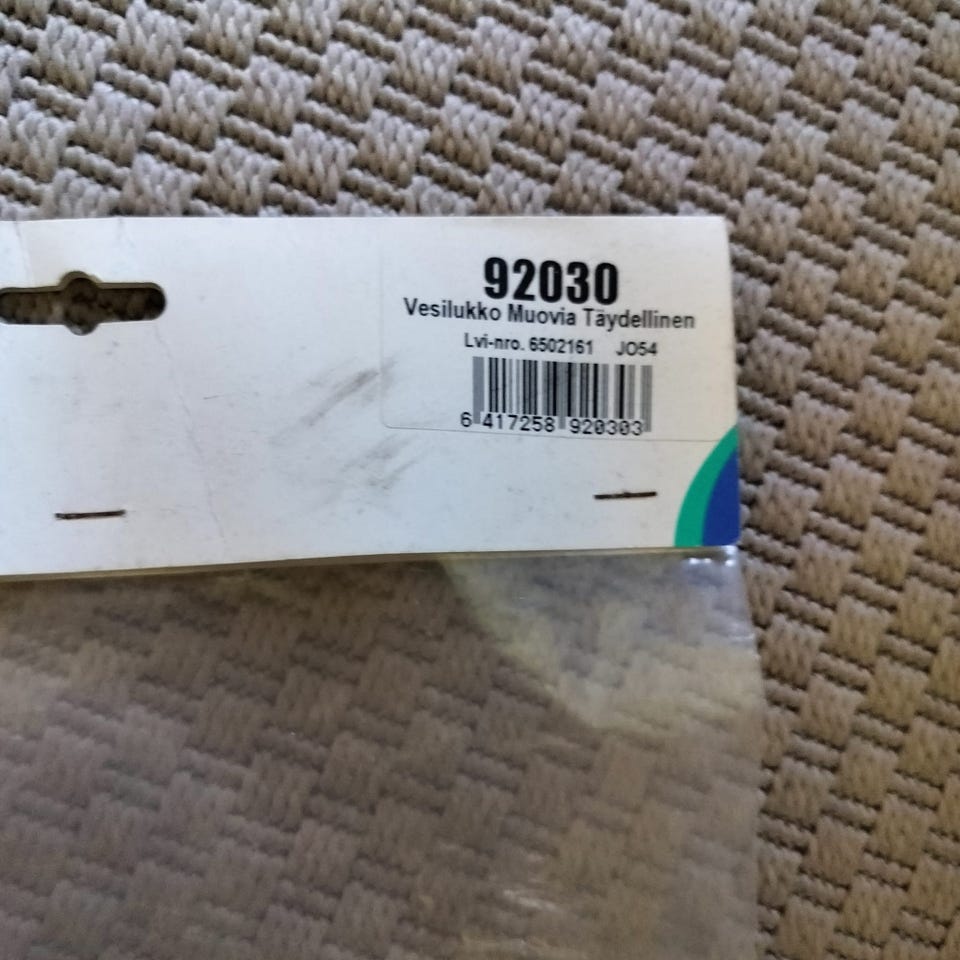 92030
Vesilukko Muovia Täydellinen
Lvi-nro. 6502161 JO54
6 417258 920303